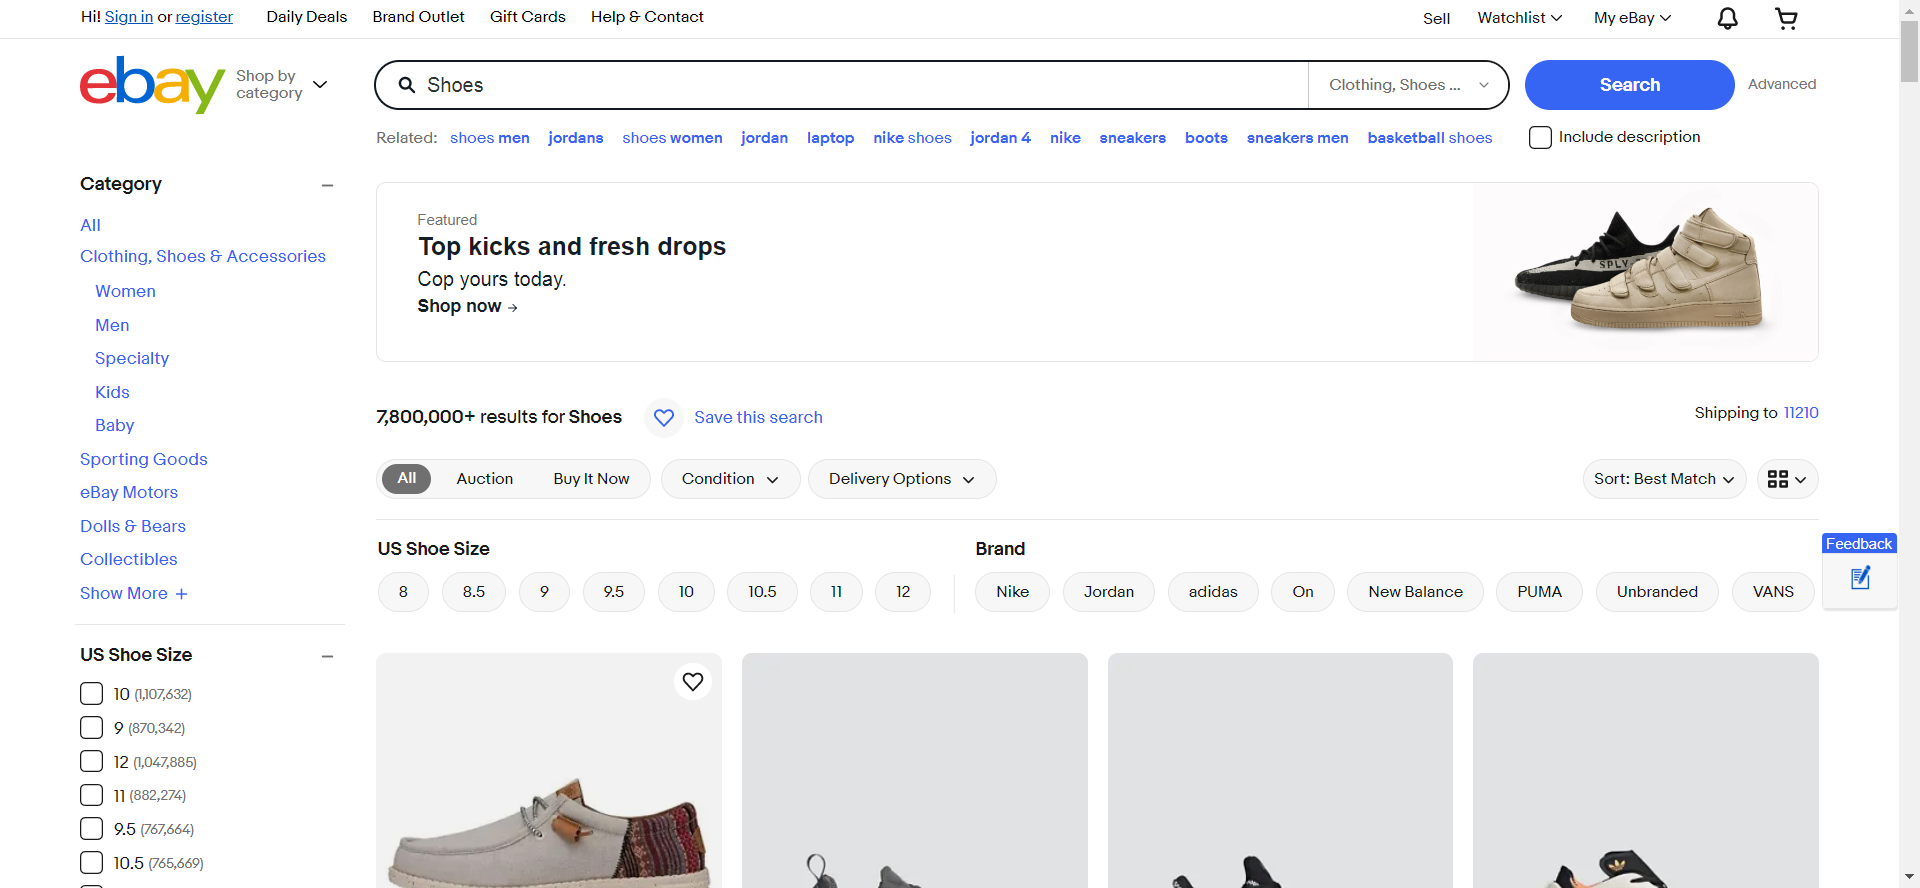 Hi! Sign in or register
Daily Deals
Brand Outlet
Gift Cards
Help & Contact
Sell
Watchlist
My eBay
ebay
Shop by
category
Shoes
Clothing, Shoes ...
Search
Advanced
Related: shoes men jordans shoes women jordan laptop nike shoes jordan 4 nike sneakers boots sneakers men basketball shoes
Include description
Category
All
Clothing, Shoes & Accessories
Women
Men
Specialty
Kids
Baby
Sporting Goods
eBay Motors
Dolls & Bears
Collectibles
Show More
US Shoe Size
10 (1,107,632)
9 (870,342)
12 (1,047,885)
11 (882,274)
9.5 (767,664)
10.5 (765,669)
Featured
Top kicks and fresh drops
Cop yours today.
Shop now →
SPLY
7,800,000+ results for Shoes
Save this search
Shipping to 11210
All
Auction
Buy It Now
Condition
Delivery Options
Sort: Best Match
US Shoe Size
8 8.5 9 9.5 10 10.5 11 12
Brand
Nike Jordan adidas On New Balance PUMA Unbranded VANS
Feedback